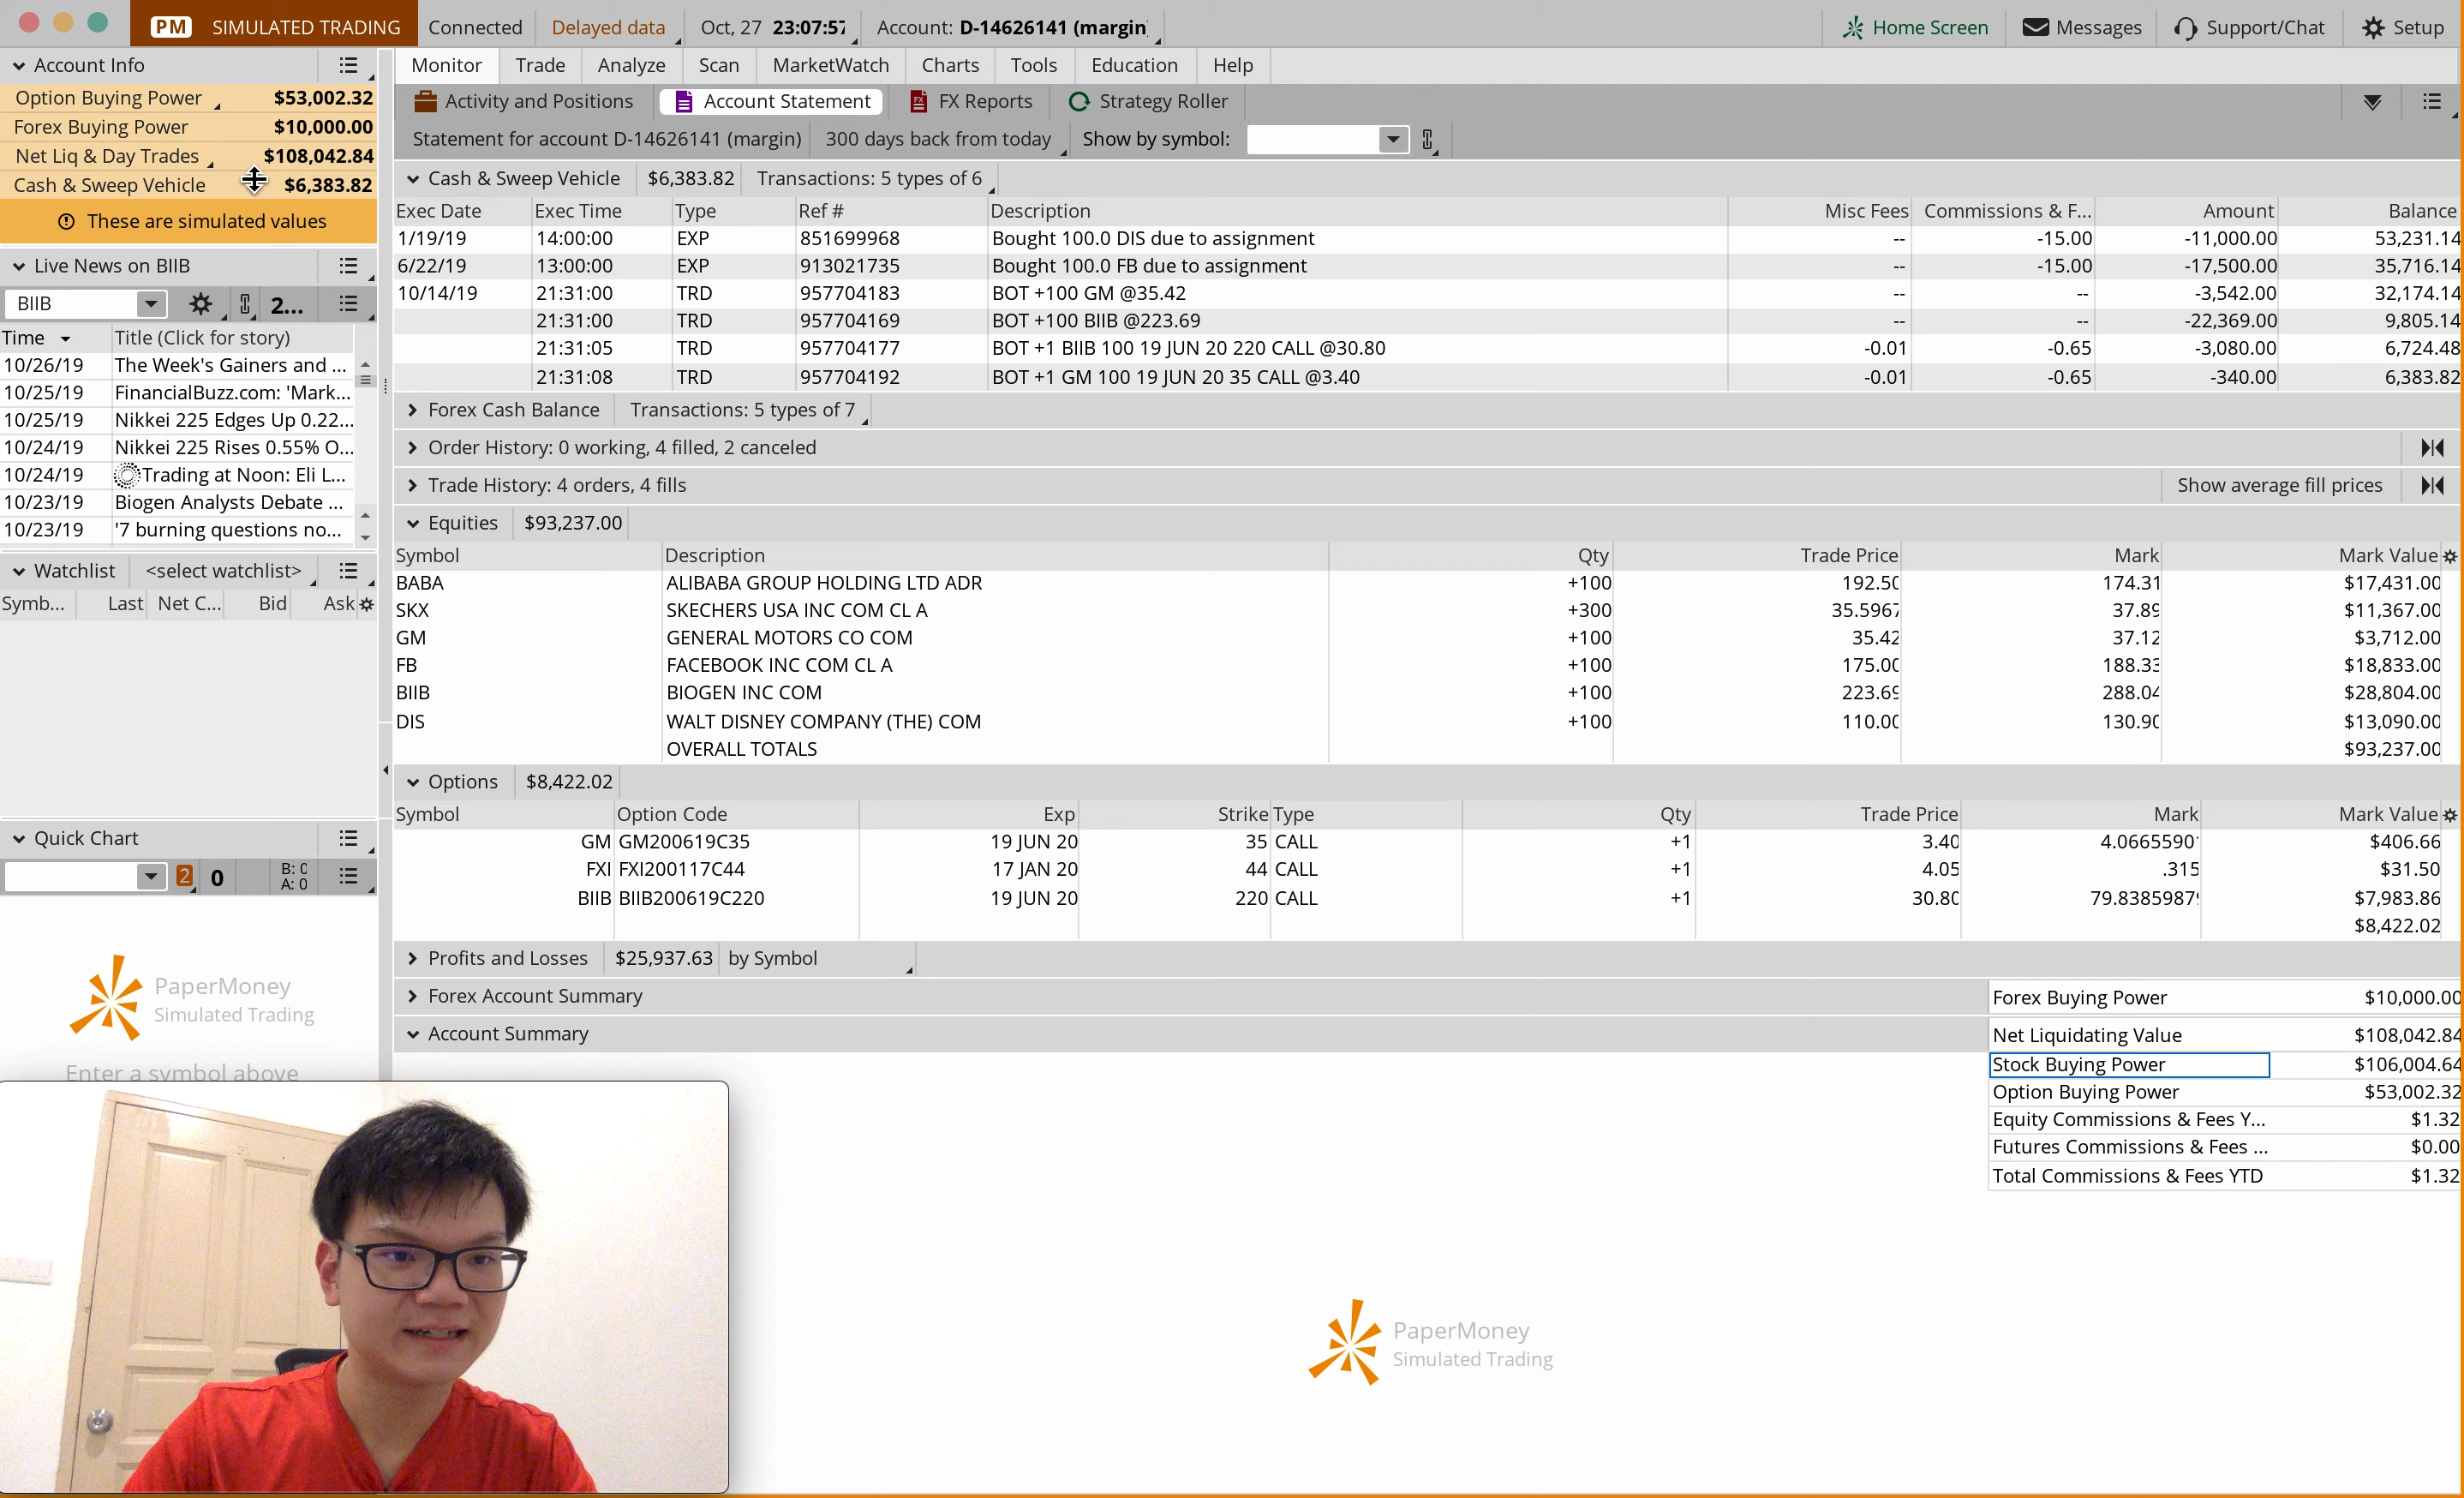 PM SIMULATED TRADING Connected Delayed data Oct, 27 23:07:57 Account: D-14626141 (margin) Home Screen Messages Support/Chat Setup
Account Info
Option Buying Power $53,002.32
Forex Buying Power $10,000.00
Net Liq & Day Trades $108,042.84
Cash & Sweep Vehicle $6,383.82
These are simulated values
Live News on BIIB
BIIB 2...
Time Title (Click for story)
10/26/19 The Week's Gainers and ...
10/25/19 FinancialBuzz.com: 'Mark...
10/25/19 Nikkei 225 Edges Up 0.22...
10/24/19 Nikkei 225 Rises 0.55% O...
10/24/19 Trading at Noon: Eli L...
10/23/19 Biogen Analysts Debate ...
10/23/19 '7 burning questions no...
Watchlist <select watchlist>
Symb... Last Net C... Bid Ask
Quick Chart
2 0 B: 0
A: 0
PaperMoney
Simulated Trading
Enter a symbol above
Monitor Trade Analyze Scan MarketWatch Charts Tools Education Help
Activity and Positions Account Statement FX Reports Strategy Roller
Statement for account D-14626141 (margin) 300 days back from today Show by symbol:
Cash & Sweep Vehicle $6,383.82 Transactions: 5 types of 6
Exec Date Exec Time Type Ref # Description Misc Fees Commissions & F... Amount Balance
1/19/19 14:00:00 EXP 851699968 Bought 100.0 DIS due to assignment -- -15.00 -11,000.00 53,231.14
6/22/19 13:00:00 EXP 913021735 Bought 100.0 FB due to assignment -- -15.00 -17,500.00 35,716.14
10/14/19 21:31:00 TRD 957704183 BOT +100 GM @35.42 -- -- -3,542.00 32,174.14
21:31:00 TRD 957704169 BOT +100 BIIB @223.69 -- -- -22,369.00 9,805.14
21:31:05 TRD 957704177 BOT +1 BIIB 100 19 JUN 20 220 CALL @30.80 -0.01 -0.65 -3,080.00 6,724.48
21:31:08 TRD 957704192 BOT +1 GM 100 19 JUN 20 35 CALL @3.40 -0.01 -0.65 -340.00 6,383.82
Forex Cash Balance Transactions: 5 types of 7
Order History: 0 working, 4 filled, 2 canceled
Trade History: 4 orders, 4 fills Show average fill prices
Equities $93,237.00
Symbol Description Qty Trade Price Mark Mark Value
BABA ALIBABA GROUP HOLDING LTD ADR +100 192.50 174.31 $17,431.00
SKX SKECHERS USA INC COM CL A +300 35.5967 37.89 $11,367.00
GM GENERAL MOTORS CO COM +100 35.42 37.12 $3,712.00
FB FACEBOOK INC COM CL A +100 175.00 188.33 $18,833.00
BIIB BIOGEN INC COM +100 223.69 288.04 $28,804.00
DIS WALT DISNEY COMPANY (THE) COM +100 110.00 130.90 $13,090.00
OVERALL TOTALS $93,237.00
Options $8,422.02
Symbol Option Code Exp Strike Type Qty Trade Price Mark Mark Value
GM GM200619C35 19 JUN 20 35 CALL +1 3.40 4.0665590 $406.66
FXI FXI200117C44 17 JAN 20 44 CALL +1 4.05 .315 $31.50
BIIB BIIB200619C220 19 JUN 20 220 CALL +1 30.80 79.8385987 $7,983.86
$8,422.02
Profits and Losses $25,937.63 by Symbol
Forex Account Summary Forex Buying Power $10,000.00
Account Summary Net Liquidating Value $108,042.84
Stock Buying Power $106,004.64
Option Buying Power $53,002.32
Equity Commissions & Fees Y... $1.32
Futures Commissions & Fees ... $0.00
Total Commissions & Fees YTD $1.32
PaperMoney
Simulated Trading